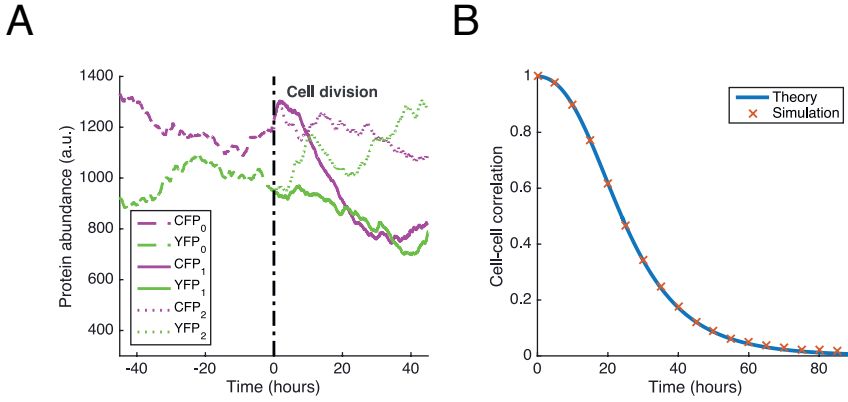 A
Protein abundance (a.u.)
1400
1200
1000
800
600
400
-40
-20
0
20
40
Time (hours)
Cell division
CFP0
YFP0
CFP1
YFP1
CFP2
YFP2
B
Cell-cell correlation
1
0.8
0.6
0.4
0.2
0
0
20
40
60
80
Time (hours)
Theory
Simulation